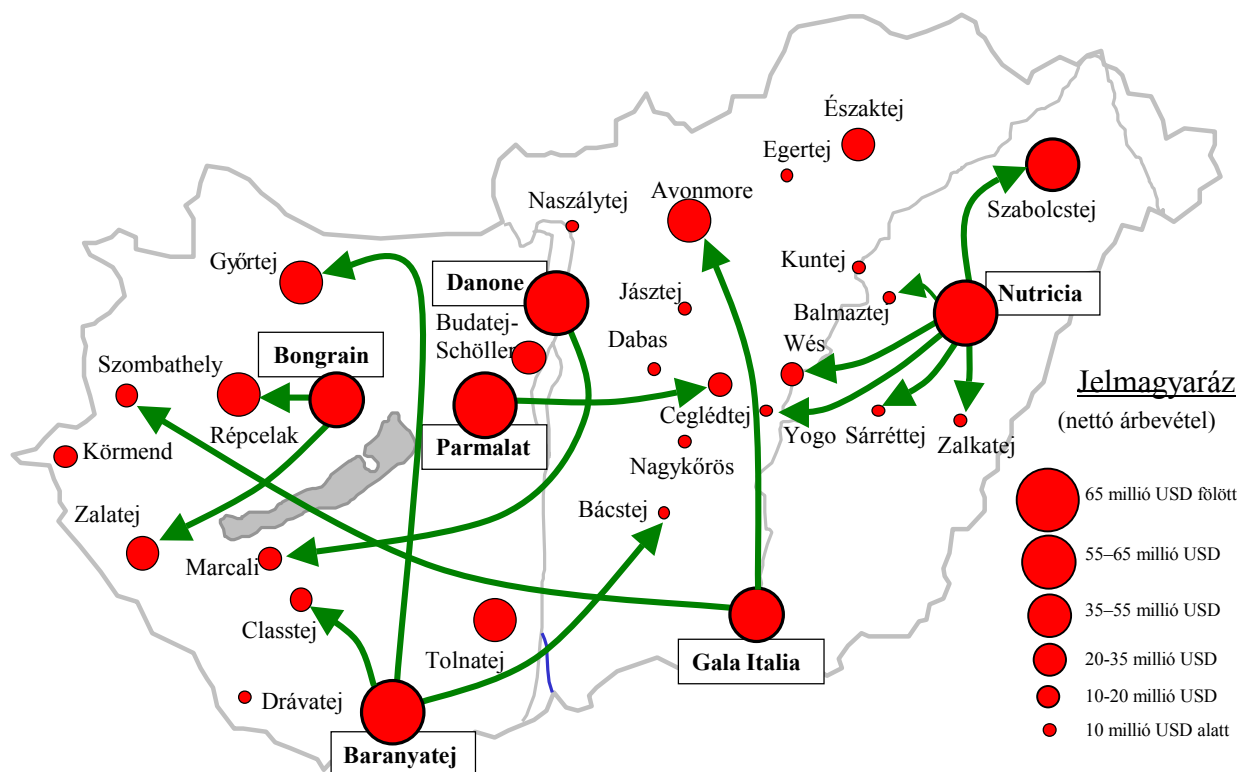 Északtej
Egertej
Naszálytej
Avonmore
Szabolcstej
Győrtej
Danone
Kuntej
Nutricia
Jásztej
Balmaztej
Budatej-
Schöller
Dabas
Wés
Bongrain
Szombathely
Jelmagyaráz
(nettó árbevétel)
Répcelak
Ceglédtej
Parmalat
Yogo
Sárréttej
Zalkatej
Körmend
Nagykőrös
Zalatej
Bácstej
65 millió USD fölött
55–65 millió USD
35–55 millió USD
20-35 millió USD
10-20 millió USD
10 millió USD alatt
Marcali
Classtej
Tolnatej
Gala Italia
Drávatej
Baranyatej